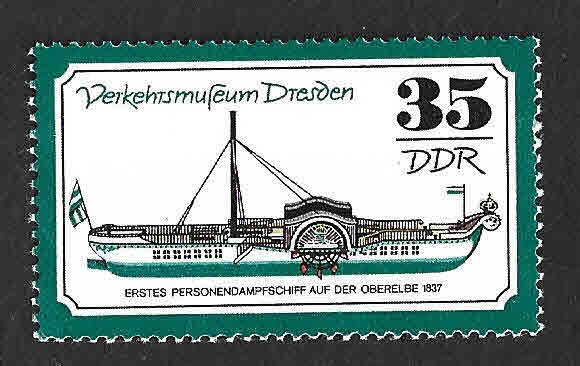 Verkehrsmuſeum Dresden
35
DDR
ERSTES PERSONENDAMPFSCHIFF AUF DER OBERELBE 1837